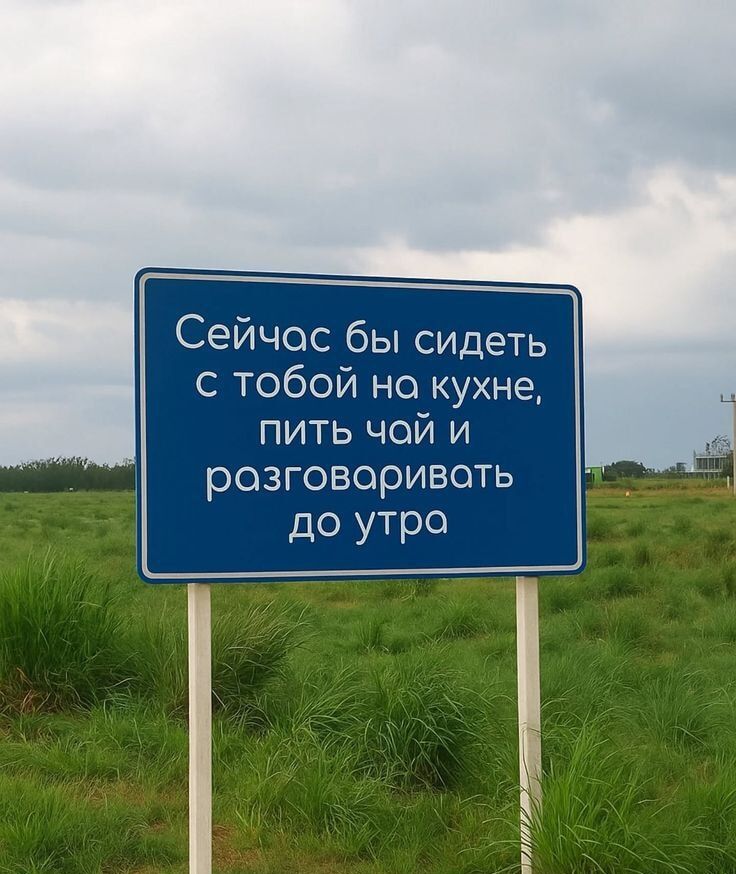 Сейчас бы сидеть
с тобой на кухне,
пить чай и
разговаривать
до утра